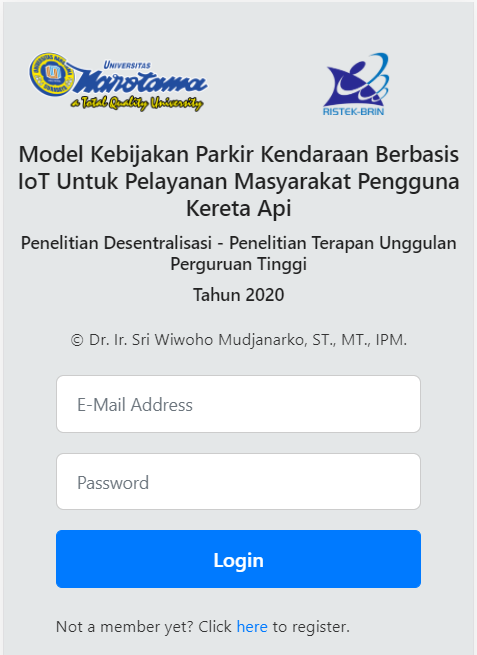 UNIVERSITAS
Narotama
a Total Quality University
RISTEK-BRIN
Model Kebijakan Parkir Kendaraan Berbasis
IoT Untuk Pelayanan Masyarakat Pengguna
Kereta Api
Penelitian Desentralisasi - Penelitian Terapan Unggulan
Perguruan Tinggi
Tahun 2020
© Dr. Ir. Sri Wiwoho Mudjanarko, ST., MT., IPM.
E-Mail Address
Password
Login
Not a member yet? Click here to register.